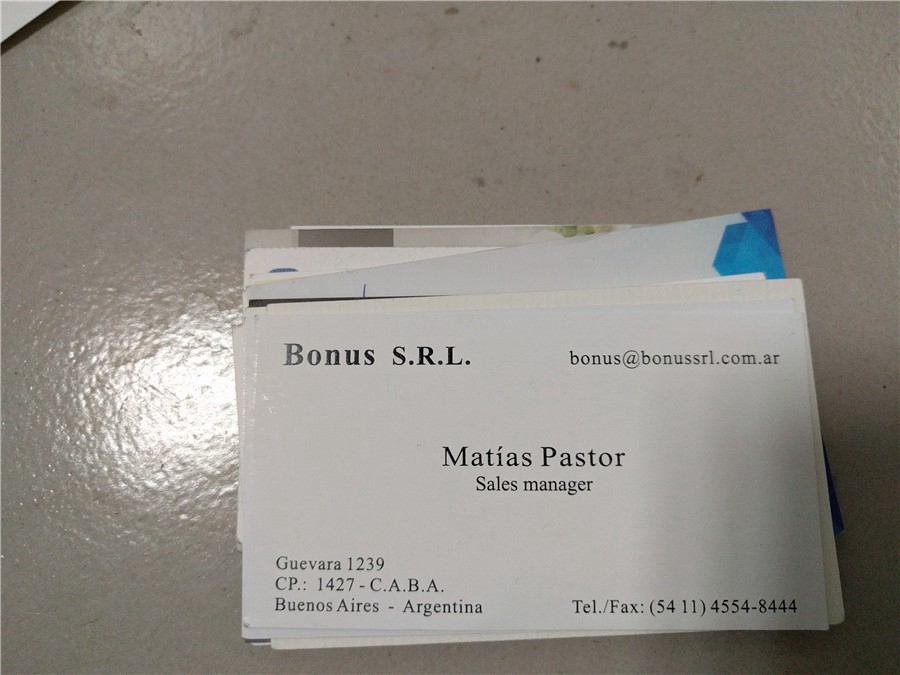 Bonus S.R.L.
bonus@bonussrl.com.ar
Matías Pastor
Sales manager
Guevara 1239
CP.: 1427 - C.A.B.A.
Buenos Aires - Argentina
Tel./Fax: (54 11) 4554-8444